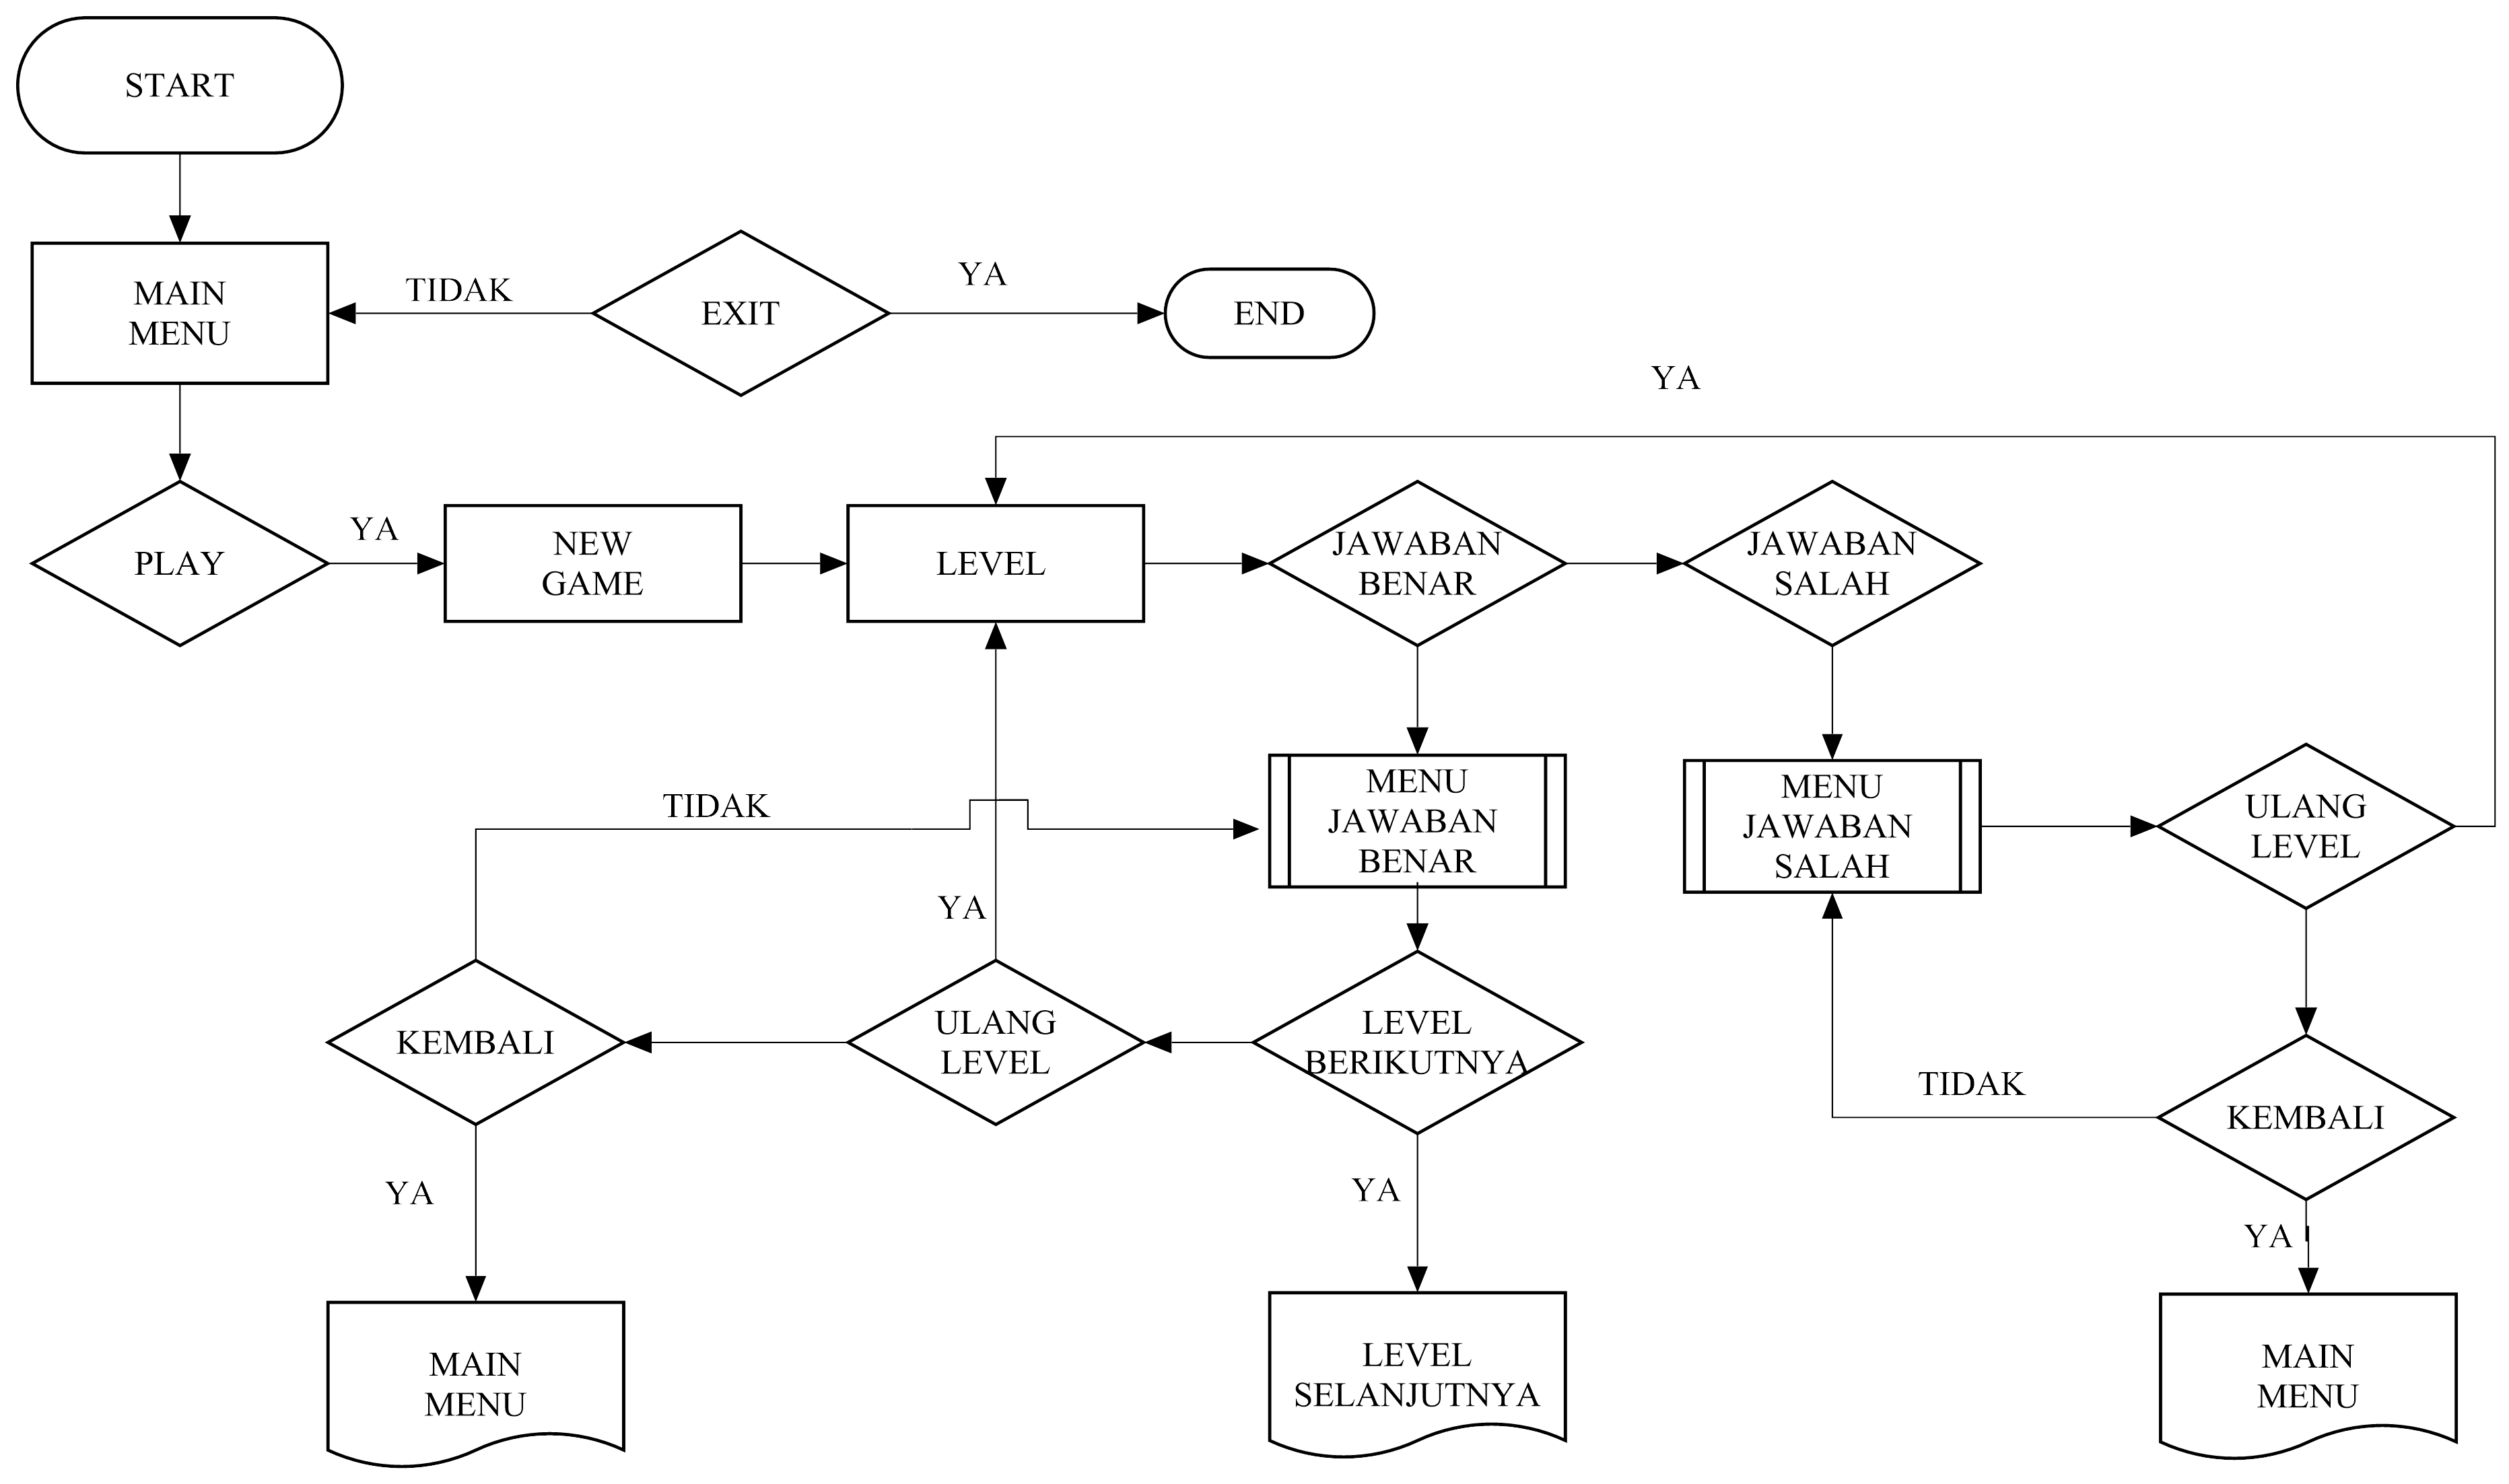 START
MAIN
MENU
TIDAK
EXIT
YA
END
YA
PLAY
YA
NEW
GAME
LEVEL
JAWABAN
BENAR
JAWABAN
SALAH
TIDAK
MENU
JAWABAN
BENAR
MENU
JAWABAN
SALAH
ULANG
LEVEL
YA
KEMBALI
ULANG
LEVEL
LEVEL
BERIKUTNYA
TIDAK
KEMBALI
YA
YA
YA
MAIN
MENU
LEVEL
SELANJUTNYA
MAIN
MENU